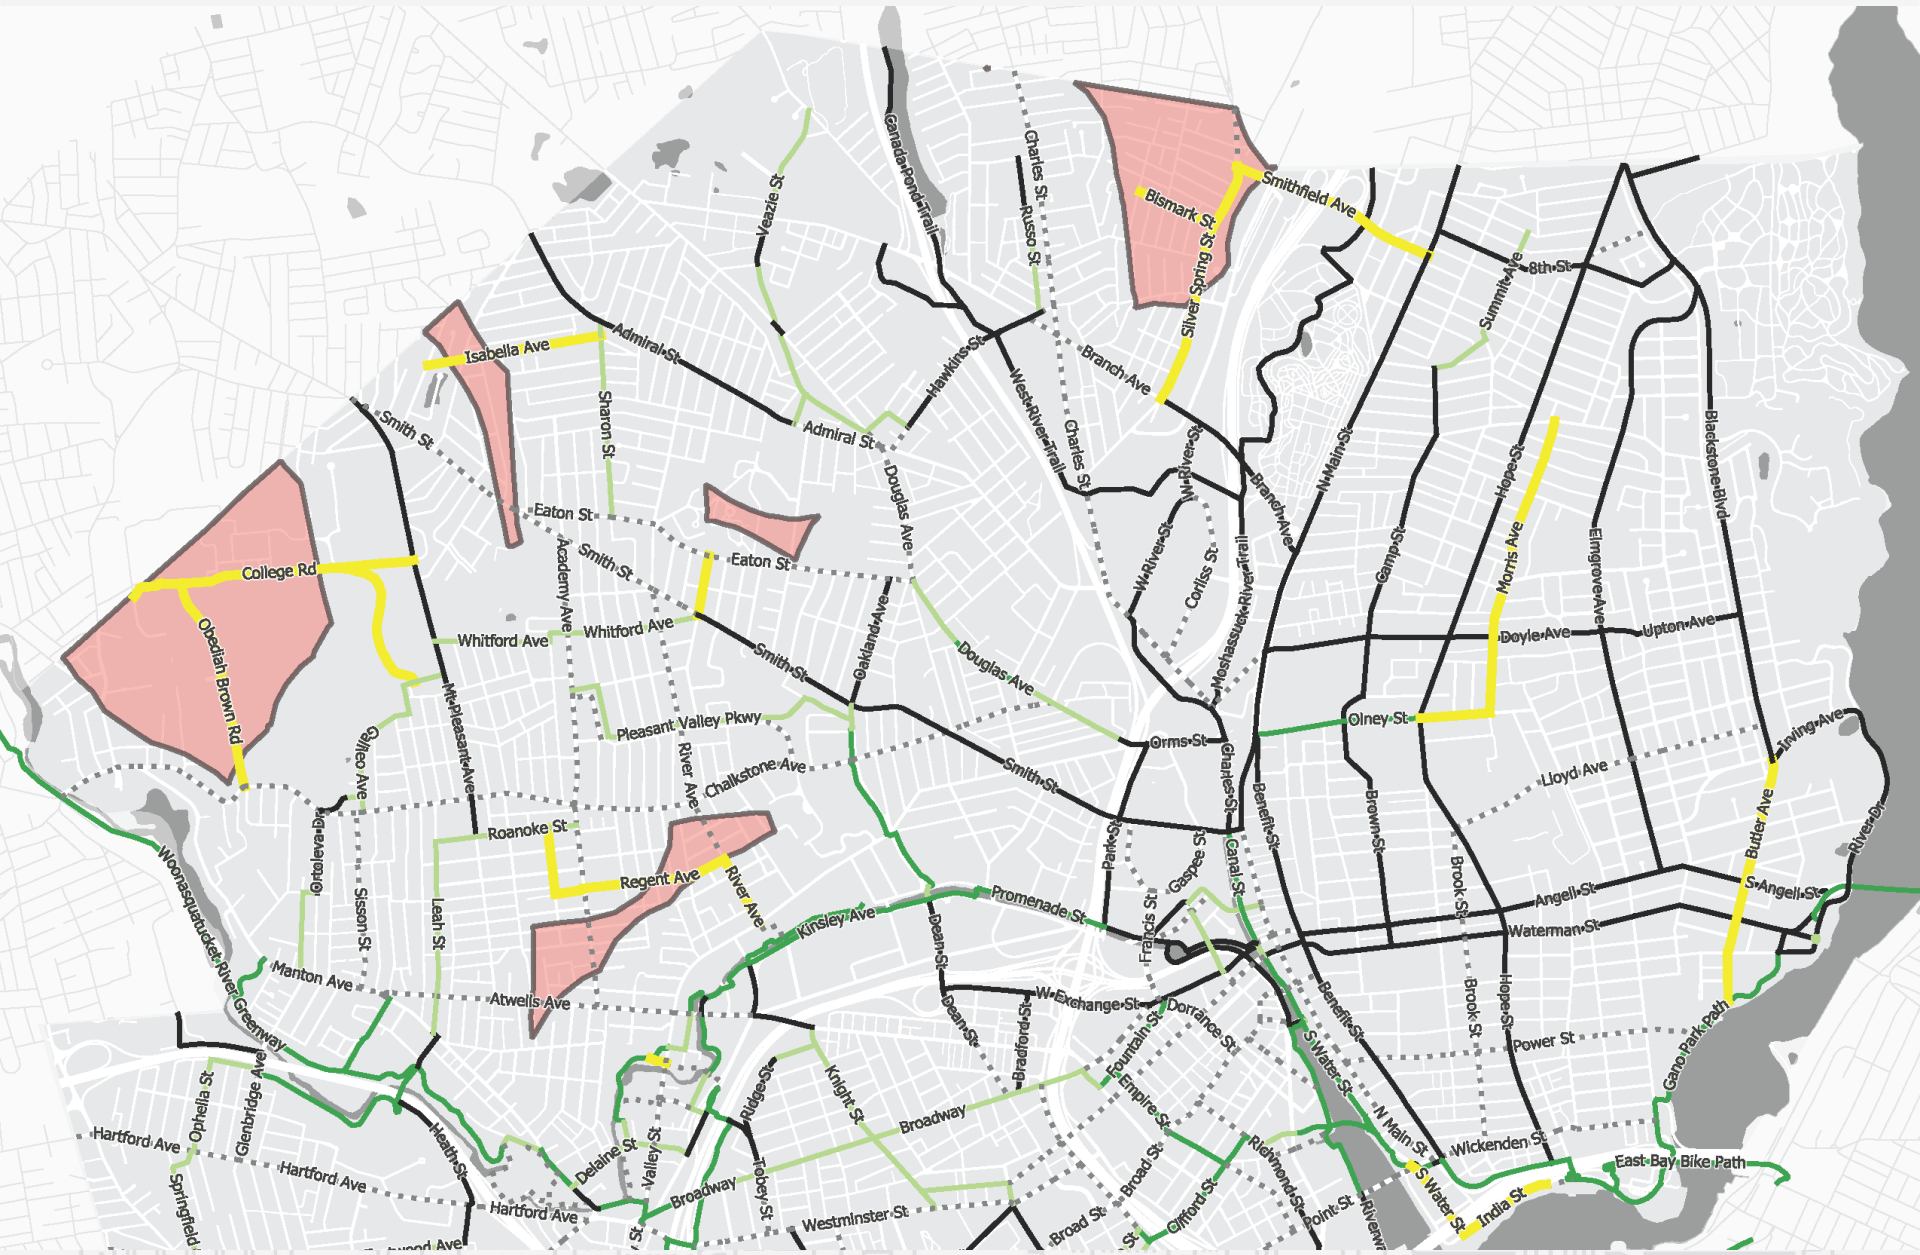 Canada Pond Trail
Charles St
Veazie St
Russo St
Bismark St
Smithfield Ave
Silver Spring St
8th St
Summit Ave
Isabella Ave
Admiral St
Hawkins St
Branch Ave
West River Trail
Sharon St
Smith St
Admiral St
Charles St
W River St
N Main St
Hope St
Blackstone Blvd
Douglas Ave
Branch Ave
Eaton St
Smith St
Academy Ave
Eaton St
W River St
Corliss St
Moshassuck River Trail
Camp St
Morris Ave
Elmgrove Ave
College Rd
Obediah Brown Rd
Whitford Ave
Whitford Ave
Oakland Ave
Smith St
Douglas Ave
Doyle Ave
Upton Ave
Mt Pleasant Ave
Galileo Ave
Pleasant Valley Pkwy
River Ave
Chalkstone Ave
Orms St
Olney St
Irving Ave
Smith St
Charles St
Benefit St
Lloyd Ave
Butler Ave
River Dr
Brown St
Roanoke St
Ortoleva Dr
Park St
Gaspee St
Canal St
Brook St
Angell St
S Angell St
Regent Ave
River Ave
Woonasquatucket River Greenway
Sisson St
Leah St
Kinsley Ave
Promenade St
Dean St
Francis St
Waterman St
Manton Ave
Atwells Ave
W Exchange St
Dean St
Bradford St
Dorrance St
Fountain St
Benefit St
Brook St
Hope St
Power St
Gano Park Path
S Water St
Ophelia St
Glenbridge Ave
Ridge St
Knight St
Broadway
Empire St
N Main St
Wickenden St
Hartford Ave
Hartford Ave
Heath St
Delaine St
Valley St
Broadway
Tobey St
Broad St
Richmond St
Clifford St
East Bay Bike Path
S Water St
India St
Springfield
Hartford Ave
Westminster St
Broad St
Point St